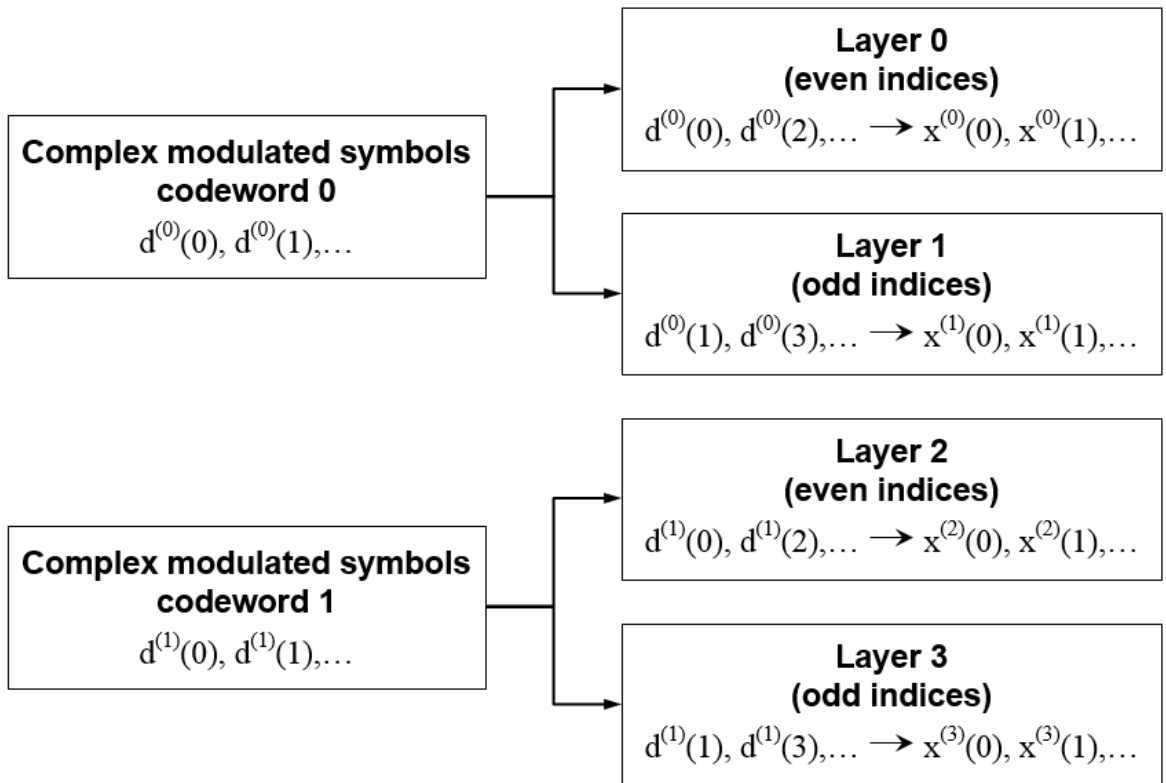 Complex modulated symbols
codeword 0
d⁽⁰⁾(0), d⁽⁰⁾(1),…
Layer 0
(even indices)
d⁽⁰⁾(0), d⁽⁰⁾(2),… → x⁽⁰⁾(0), x⁽⁰⁾(1),…
Layer 1
(odd indices)
d⁽⁰⁾(1), d⁽⁰⁾(3),… → x⁽¹⁾(0), x⁽¹⁾(1),…
Complex modulated symbols
codeword 1
d⁽¹⁾(0), d⁽¹⁾(1),…
Layer 2
(even indices)
d⁽¹⁾(0), d⁽¹⁾(2),… → x⁽²⁾(0), x⁽²⁾(1),…
Layer 3
(odd indices)
d⁽¹⁾(1), d⁽¹⁾(3),… → x⁽³⁾(0), x⁽³⁾(1),…